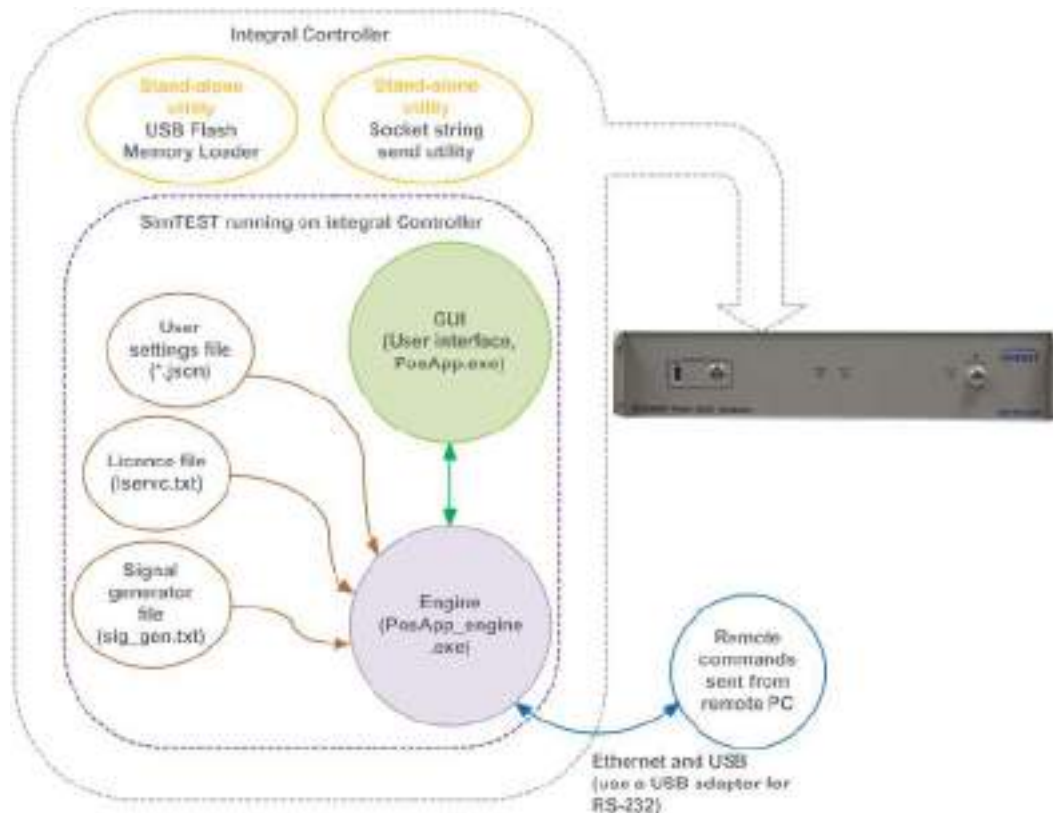 Integral Controller
Stand-alone
utility
USB Flash
Memory Loader
Stand-alone
utility
Socket string
send utility
SimTEST running on integral Controller
User
settings file
(*.json)
GUI
(User interface,
PosApp.exe)
Licence file
(lservc.txt)
Signal
generator
file
(sig_gen.txt)
Engine
(PosApp_engine
.exe)
Remote
commands
sent from
remote PC
Ethernet and USB
(use a USB adaptor for
RS-232)